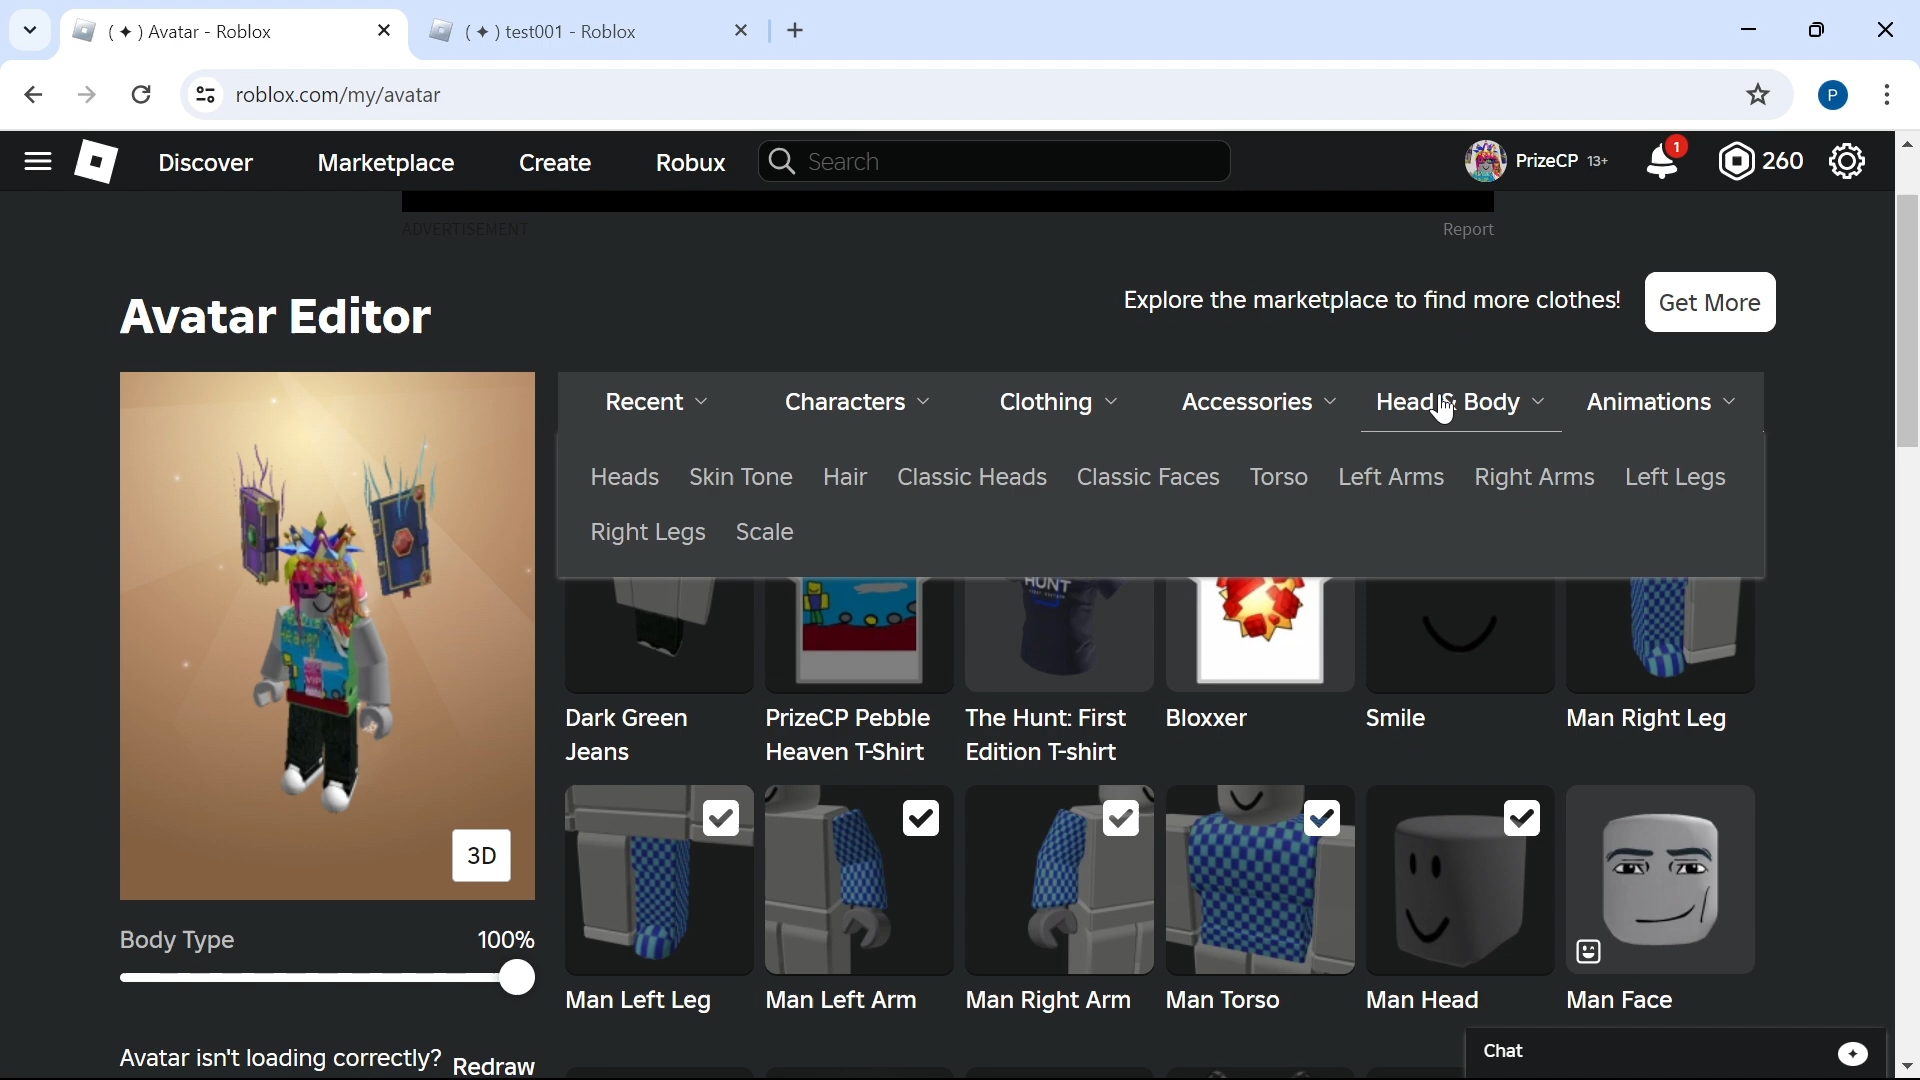 ( ✦ ) Avatar - Roblox
( ✦ ) test001 - Roblox
roblox.com/my/avatar
P
Discover Marketplace Create Robux Search PrizeCP 13+ 1 260
ADVERTISEMENT Report
Avatar Editor
Explore the marketplace to find more clothes! Get More
Recent Characters Clothing Accessories Head & Body Animations
Heads Skin Tone Hair Classic Heads Classic Faces Torso Left Arms Right Arms Left Legs
Right Legs Scale
HUNT
VIP
3D
Dark Green
Jeans
PrizeCP Pebble
Heaven T-Shirt
The Hunt: First
Edition T-shirt
Bloxxer
Smile
Man Right Leg
Body Type 100%
Man Left Leg Man Left Arm Man Right Arm Man Torso Man Head Man Face
Avatar isn't loading correctly? Redraw
Chat